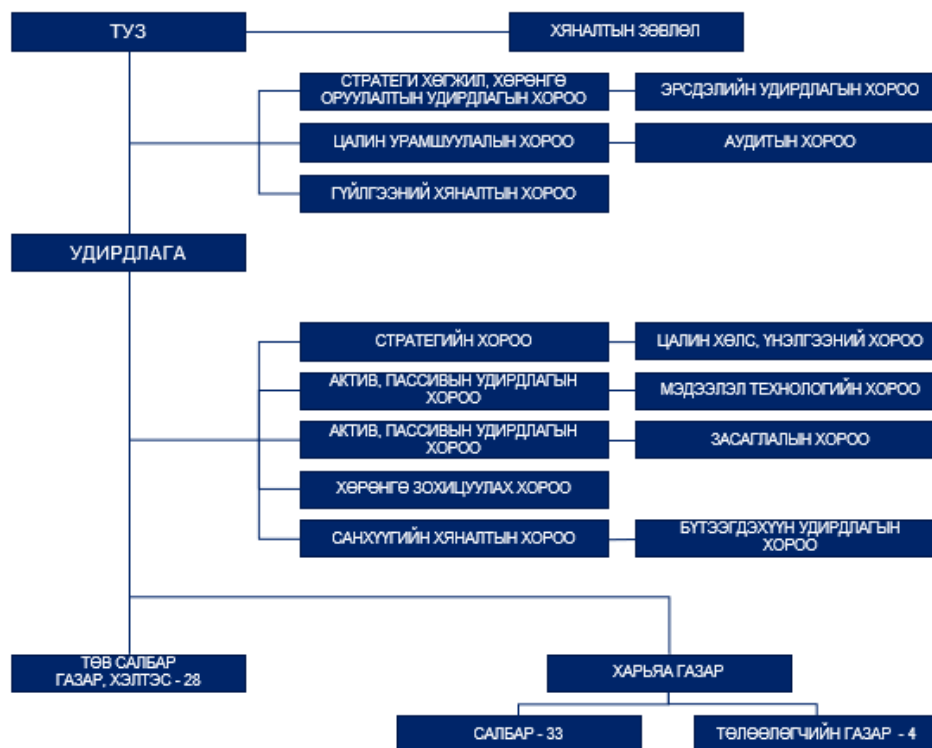 ТУЗ
ХЯНАЛТЫН ЗӨВЛӨЛ
СТРАТЕГИ ХӨГЖИЛ, ХӨРӨНГӨ
ОРУУЛАЛТЫН УДИРДЛАГЫН ХОРОО
ЭРСДЭЛИЙН УДИРДЛАГЫН ХОРОО
ЦАЛИН УРАМШУУЛАЛЫН ХОРОО
АУДИТЫН ХОРОО
ГҮЙЛГЭЭНИЙ ХЯНАЛТЫН ХОРОО
УДИРДЛАГА
СТРАТЕГИЙН ХОРОО
ЦАЛИН ХӨЛС, ҮНЭЛГЭЭНИЙ ХОРОО
АКТИВ, ПАССИВЫН УДИРДЛАГЫН
ХОРОО
МЭДЭЭЛЭЛ ТЕХНОЛОГИЙН ХОРОО
АКТИВ, ПАССИВЫН УДИРДЛАГЫН
ХОРОО
ЗАСАГЛАЛЫН ХОРОО
ХӨРӨНГӨ ЗОХИЦУУЛАХ ХОРОО
САНХҮҮГИЙН ХЯНАЛТЫН ХОРОО
БҮТЭЭГДЭХҮҮН УДИРДЛАГЫН
ХОРОО
ТӨВ САЛБАР
ГАЗАР, ХЭЛТЭС - 28
ХАРЬЯА ГАЗАР
САЛБАР - 33
ТӨЛӨӨЛӨГЧИЙН ГАЗАР - 4